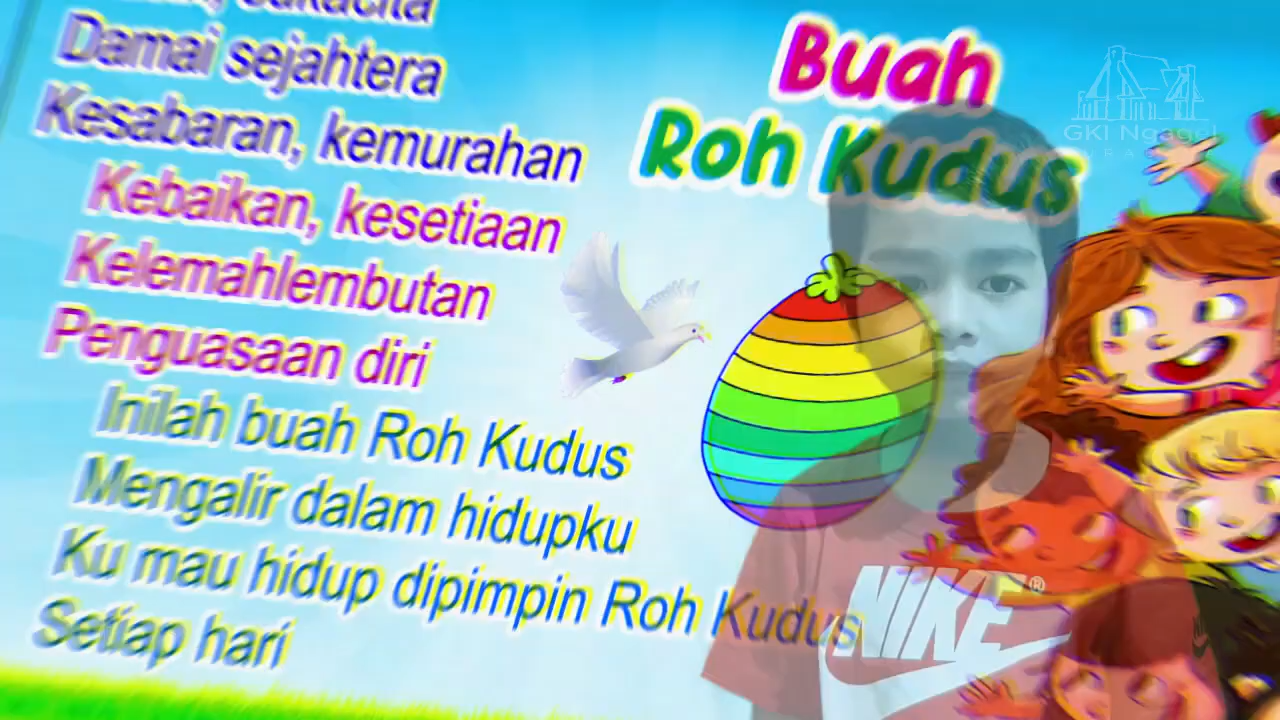 sukacita
Damai sejahtera
Kesabaran, kemurahan
Kebaikan, kesetiaan
Kelemahlembutan
Penguasaan diri
Inilah buah Roh Kudus
Mengalir dalam hidupku
Ku mau hidup dipimpin Roh Kudus
Setiap hari
Buah
Roh Kudus
GKI Ngagel
NIKE®